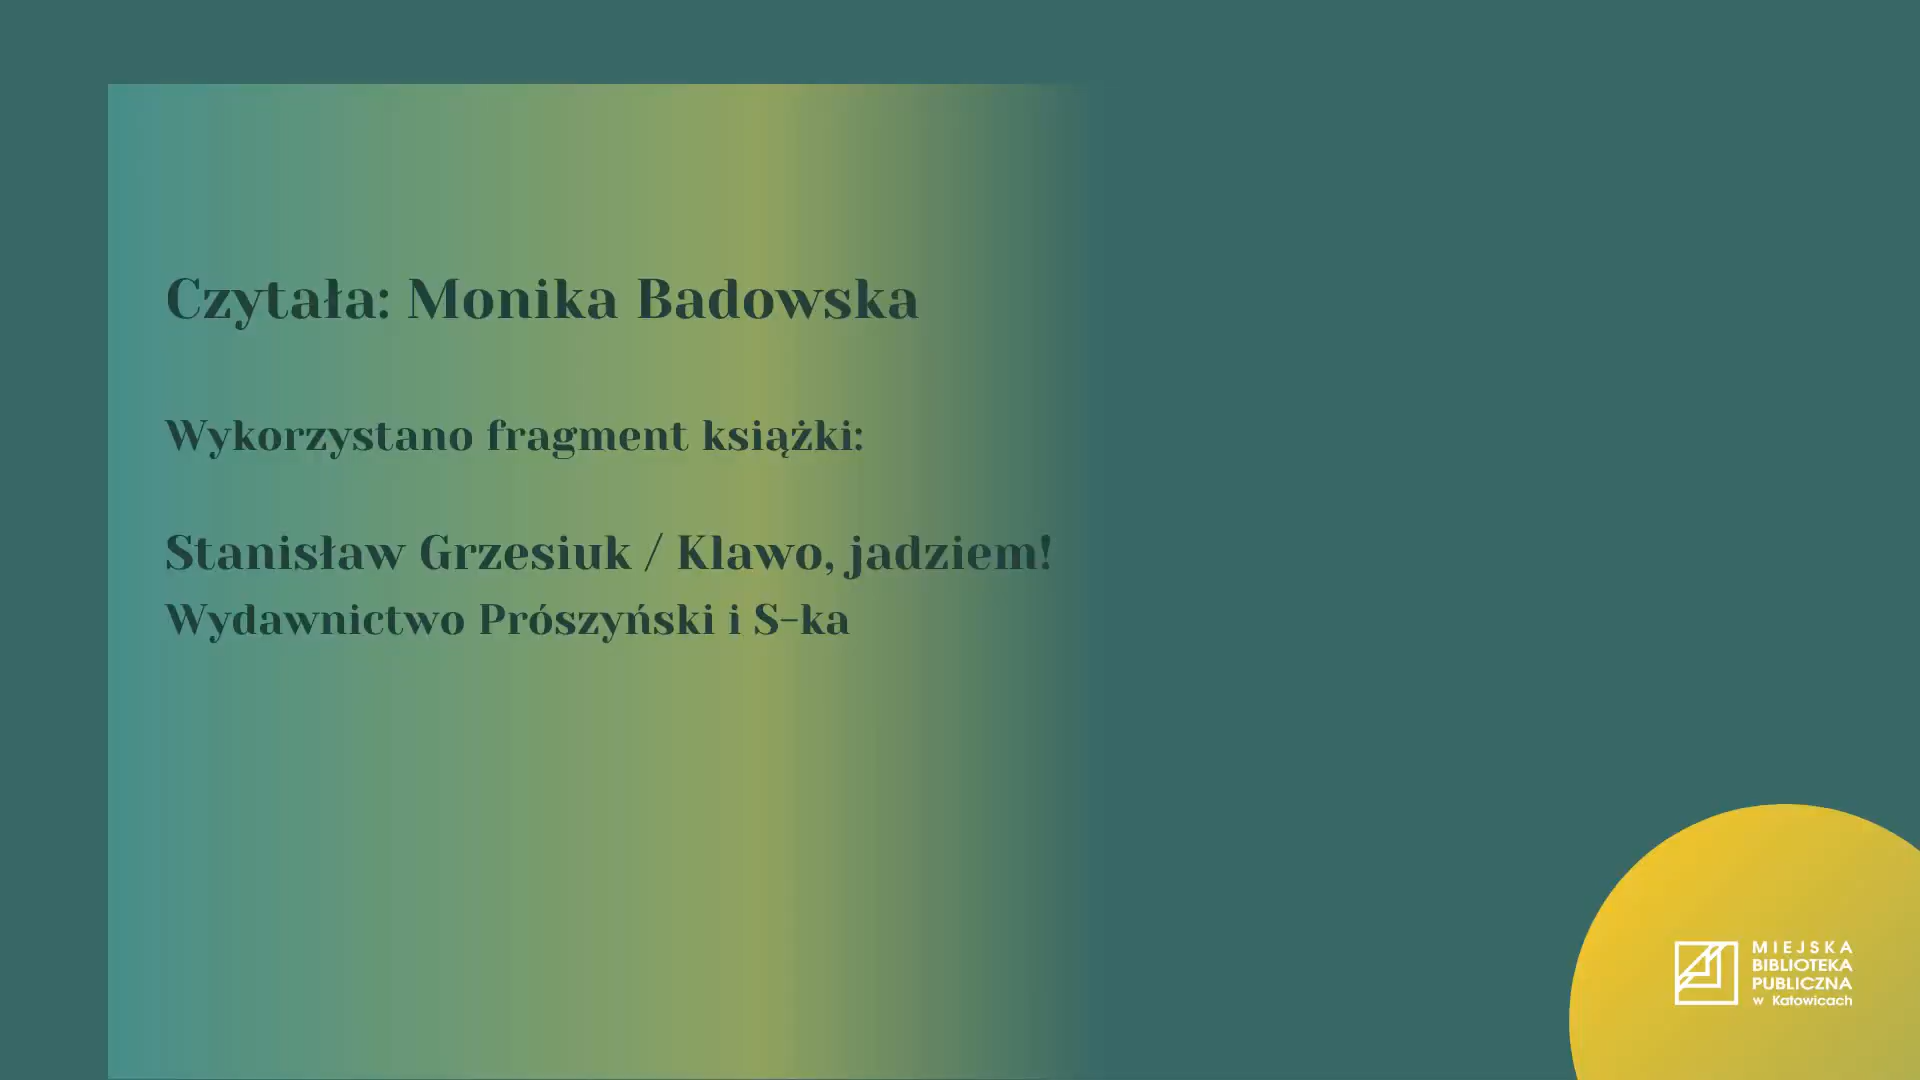 Czytała: Monika Badowska
Wykorzystano fragment książki:
Stanisław Grzesiuk / Klawo, jadziem!
Wydawnictwo Prószyński i S-ka
MIEJSKA
BIBLIOTEKA
PUBLICZNA
w Katowicach